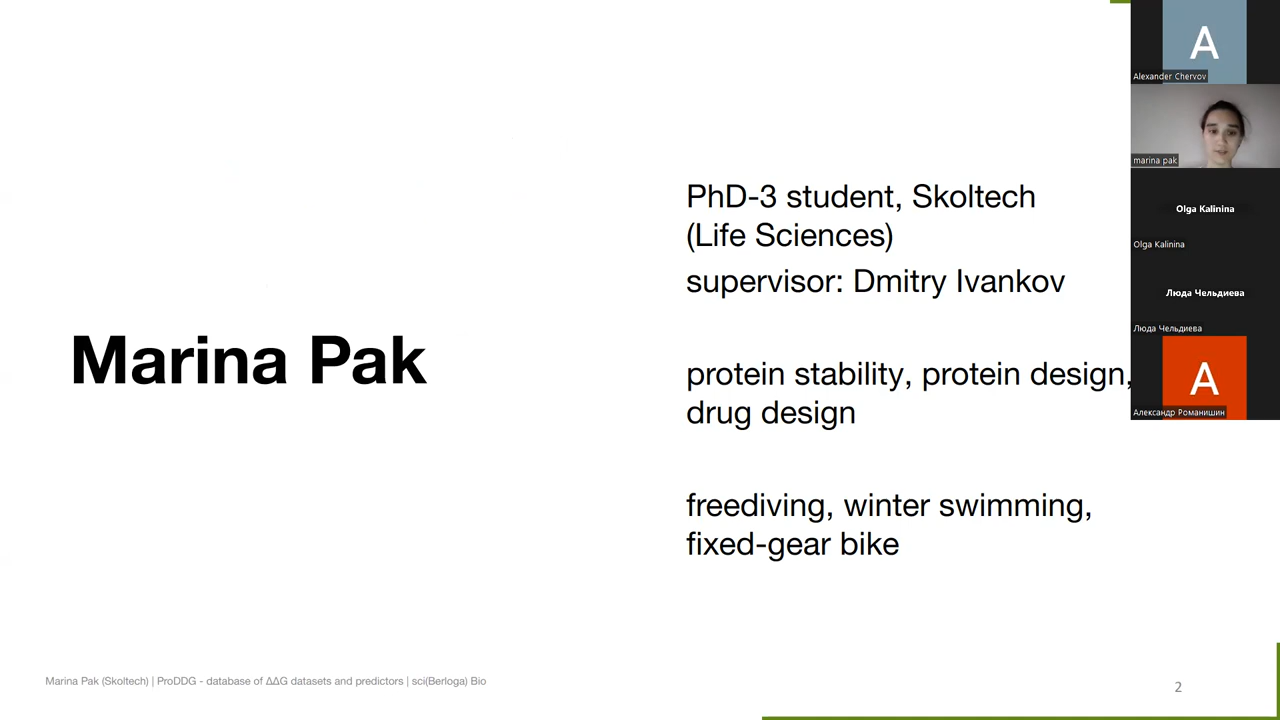 Marina Pak
PhD-3 student, Skoltech
(Life Sciences)
supervisor: Dmitry Ivankov
protein stability, protein design,
drug design
freediving, winter swimming,
fixed-gear bike
Marina Pak (Skoltech) | ProDDG - database of ΔΔG datasets and predictors | sci(Berloga) Bio
2
A
Alexander Chervov
marina pak
Olga Kalinina
Olga Kalinina
Люда Чельдиева
Люда Чельдиева
A
Александр Романишин